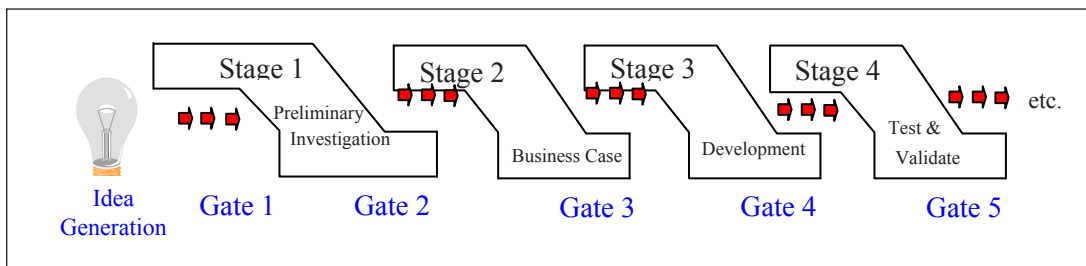 Stage 1
Preliminary
Investigation
Stage 2
Business Case
Stage 3
Development
Stage 4
Test &
Validate
etc.
Idea
Generation
Gate 1
Gate 2
Gate 3
Gate 4
Gate 5